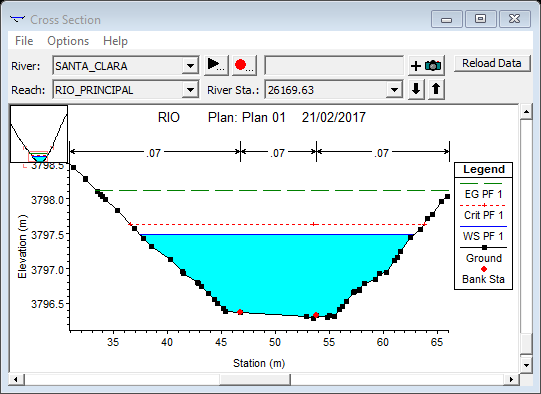 Cross Section
File Options Help
River: SANTA_CLARA Reload Data
Reach: RIO_PRINCIPAL River Sta.: 26169.63
RIO Plan: Plan 01 21/02/2017
.07 .07 .07
Legend
EG PF 1
Crit PF 1
WS PF 1
Ground
Bank Sta
Elevation (m)
3798.5
3798.0
3797.5
3797.0
3796.5
35 40 45 50 55 60 65
Station (m)